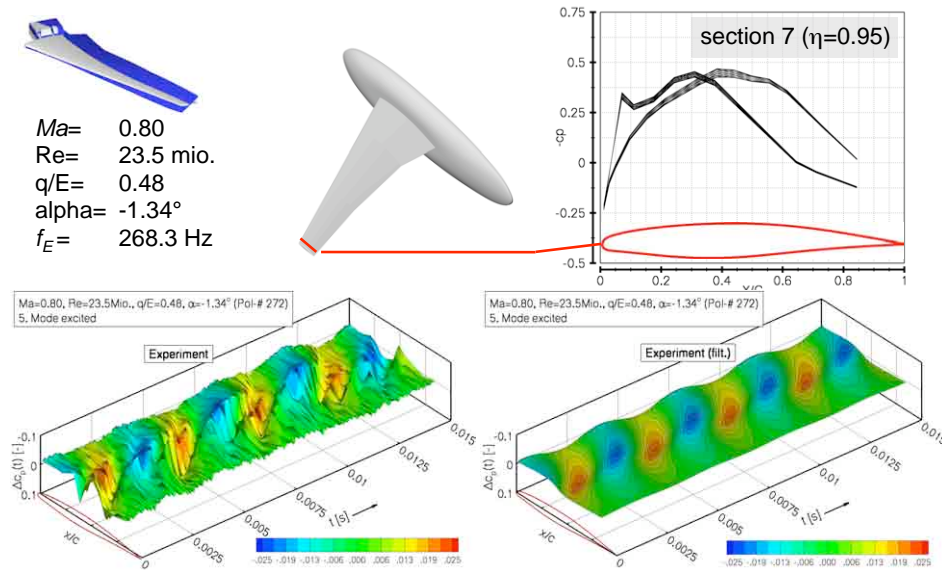 Ma= 0.80
Re= 23.5 mio.
q/E= 0.48
alpha= -1.34°
f_E= 268.3 Hz
section 7 (η=0.95)
-cp
0.75
0.5
0.25
0
-0.25
-0.5
0 0.2 0.4 0.6 0.8 1
x/c
Ma=0.80, Re=23.5Mio., q/E=0.48, α=-1.34° (Pol-# 272)
5. Mode excited
Experiment
-0.1
0
0.1
Δc_p(t) [-]
x/c
0
0.0025
0.005
0.0075
0.01
0.0125
0.015
t [s]
-.025 -.019 -.013 -.006 .000 .006 .013 .019 .025
Ma=0.80, Re=23.5Mio., q/E=0.48, α=-1.34° (Pol-# 272)
5. Mode excited
Experiment (filt.)
-0.1
0
0.1
Δc_p(t) [-]
x/c
0
0.0025
0.005
0.0075
0.01
0.0125
t [s]
-.025 -.019 -.013 -.006 .000 .006 .013 .019 .025